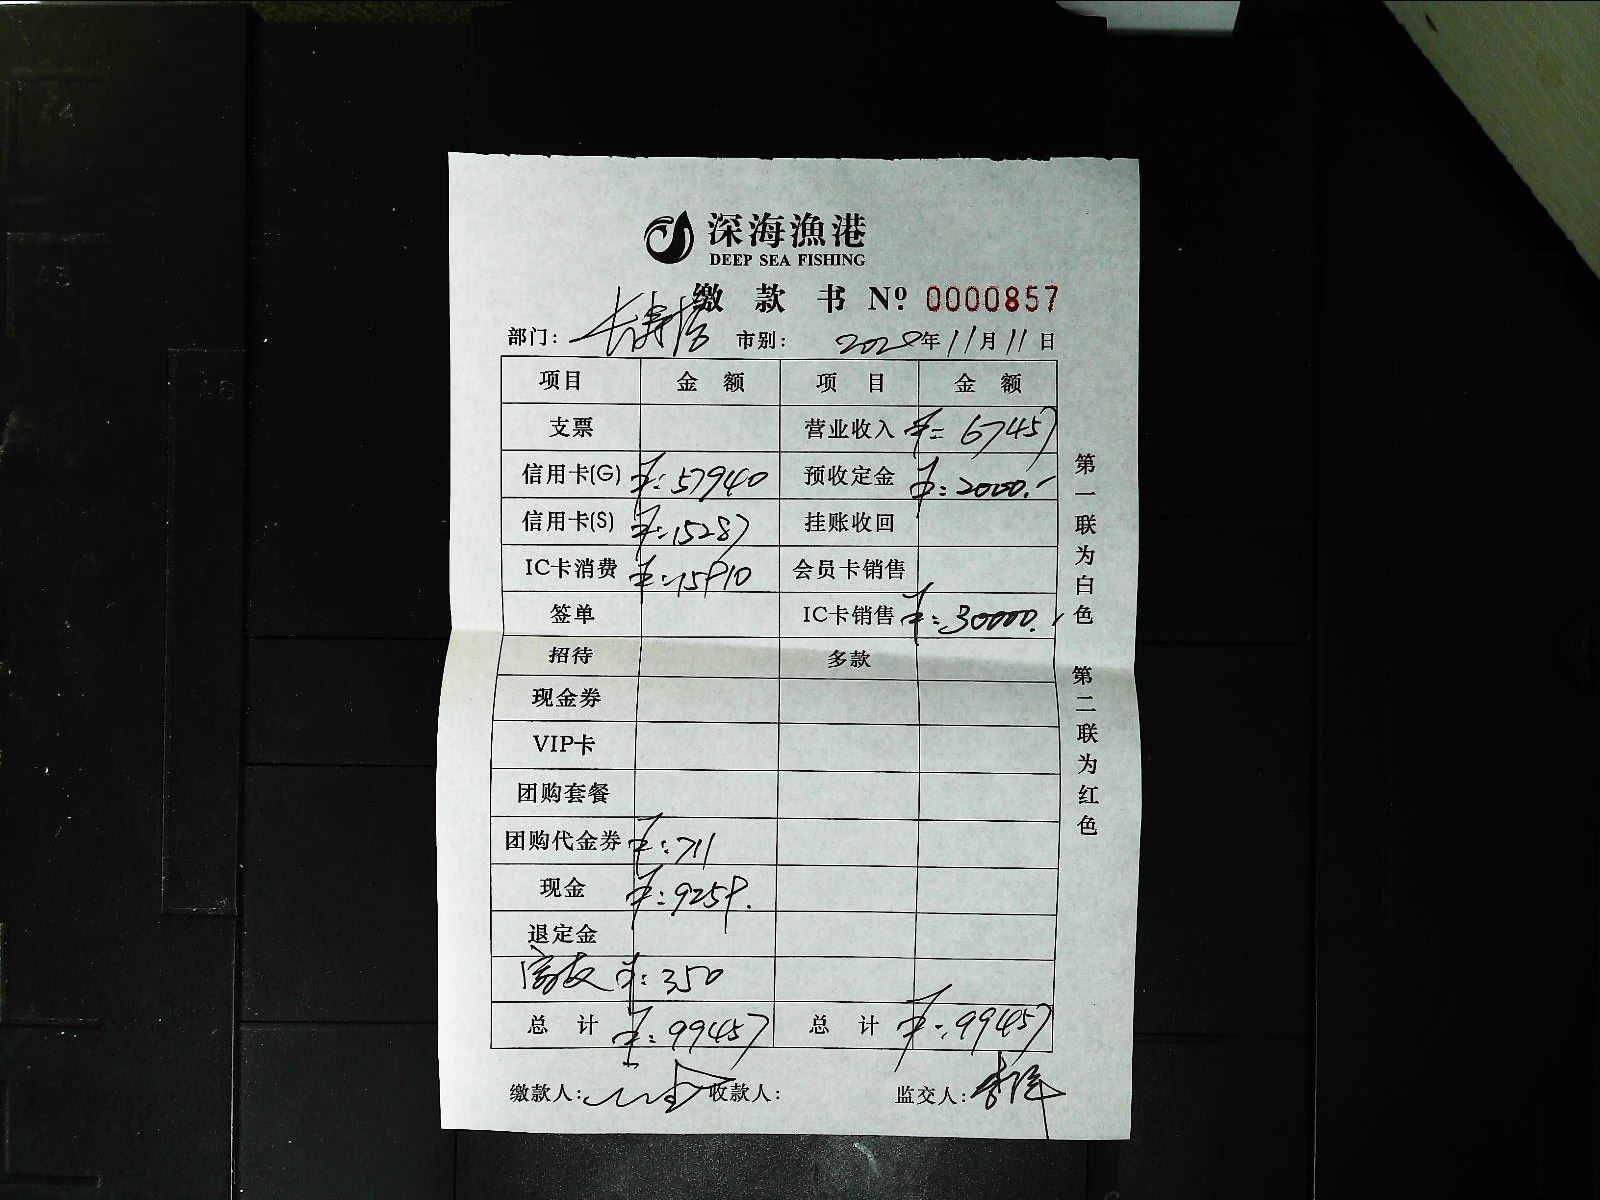 深海渔港
DEEP SEA FISHING
缴款书 Nº 0000857
部门： 市别： 2020年11月11日
项目 金额 项目 金额
支票 营业收入 ¥:67457
信用卡(G) ¥:57940 预收定金 ¥:2000.-
信用卡(S) ¥:15287 挂账收回
IC卡消费 ¥:15910 会员卡销售
签单 IC卡销售 ¥:30000.-
招待 多款
现金券
VIP卡
团购套餐
团购代金券 ¥:711
现金 ¥:9259.
退定金
¥:350
总计 ¥:99457 总计 ¥:99457
缴款人： 收款人： 监交人：
第一联为白色 第二联为红色